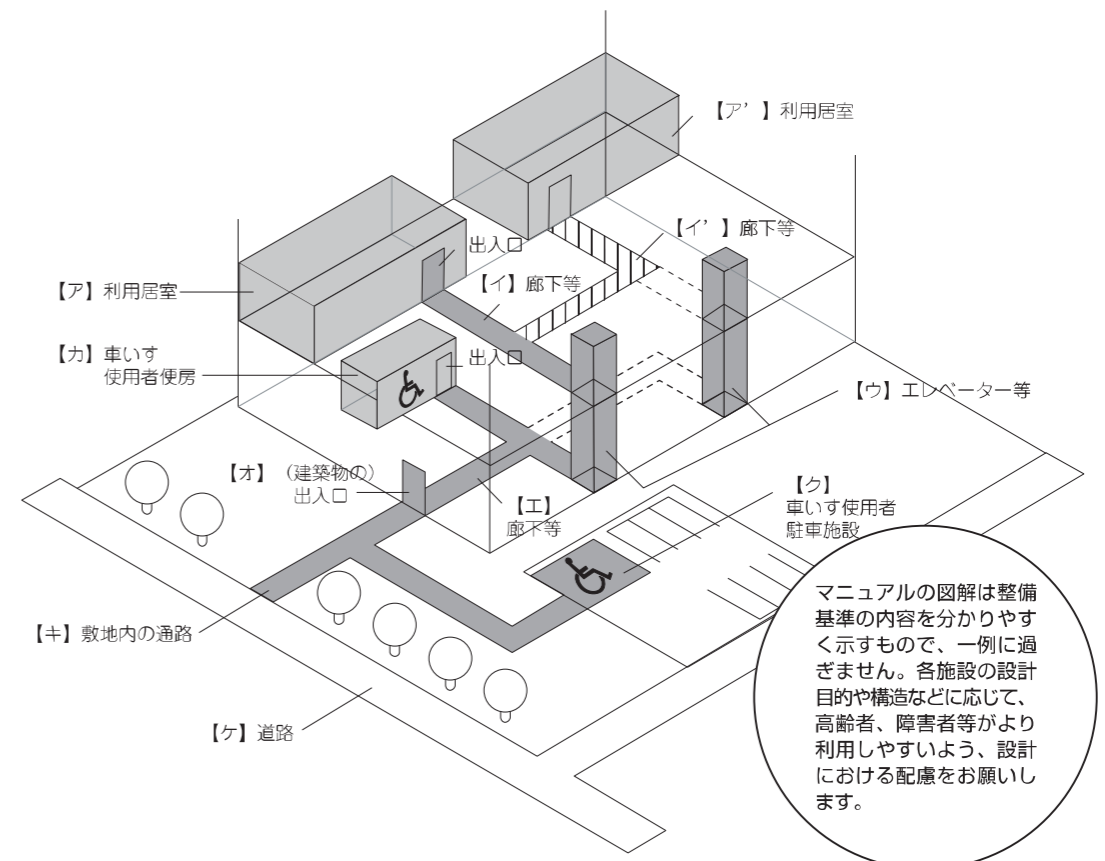 【ア’】利用居室
【イ’】廊下等
出入口
【イ】廊下等
【ア】利用居室
【カ】車いす
使用者便房
出入口
【ウ】エレベーター等
【オ】（建築物の）
出入口
【エ】
廊下等
【ク】
車いす使用者
駐車施設
【キ】敷地内の通路
【ケ】道路
マニュアルの図解は整備
基準の内容を分かりやす
く示すもので、一例に過
ぎません。各施設の設計
目的や構造などに応じて、
高齢者、障害者等がより
利用しやすいよう、設計
における配慮をお願いし
ます。